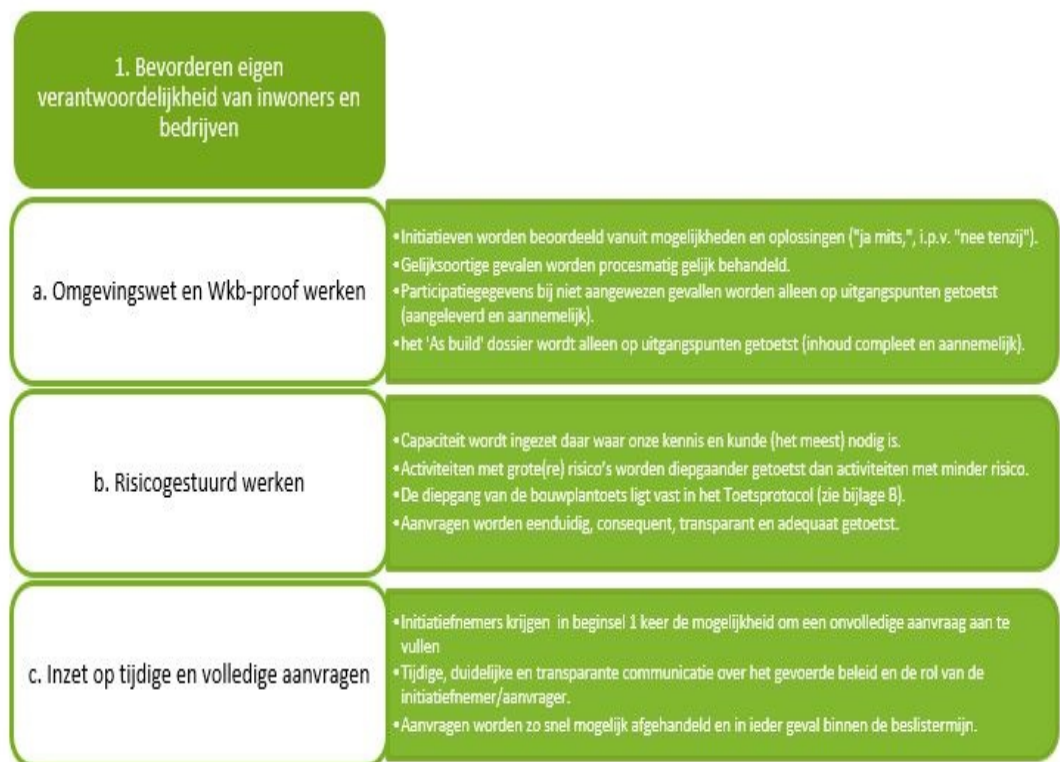 1. Bevorderen eigen
verantwoordelijkheid van inwoners en
bedrijven
a. Omgevingswet en Wkb-proof werken
•Initiatieven worden beoordeeld vanuit mogelijkheden en oplossingen ("ja mits,", i.p.v. "nee tenzij").
•Gelijksoortige gevalen worden procesmatig gelijk behandeld.
•Participatiegegevens bij niet aangewezen gevallen worden alleen op uitgangspunten getoetst
(aangeleverd en aannemelijk).
•het 'As build' dossier wordt alleen op uitgangspunten getoetst (inhoud compleet en aannemelijk).
b. Risicogestuurd werken
•Capaciteit wordt ingezet daar waar onze kennis en kunde (het meest) nodig is.
•Activiteiten met grote(re) risico's worden diepgaander getoetst dan activiteiten met minder risico.
•De diepgang van de bouwplantoets ligt vast in het Toetsprotocol (zie bijlage B).
•Aanvragen worden eenduidig, consequent, transparant en adequaat getoetst.
c. Inzet op tijdige en volledige aanvragen
•Initiatiefnemers krijgen in beginsel 1 keer de mogelijkheid om een onvolledige aanvraag aan te
vullen
•Tijdige, duidelijke en transparante communicatie over het gevoerde beleid en de rol van de
initiatiefnemer/aanvrager.
•Aanvragen worden zo snel mogelijk afgehandeld en in ieder geval binnen de beslistermijn.